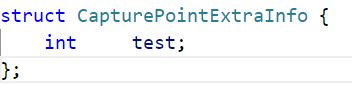 struct CapturePointExtraInfo {
    int     test;
};